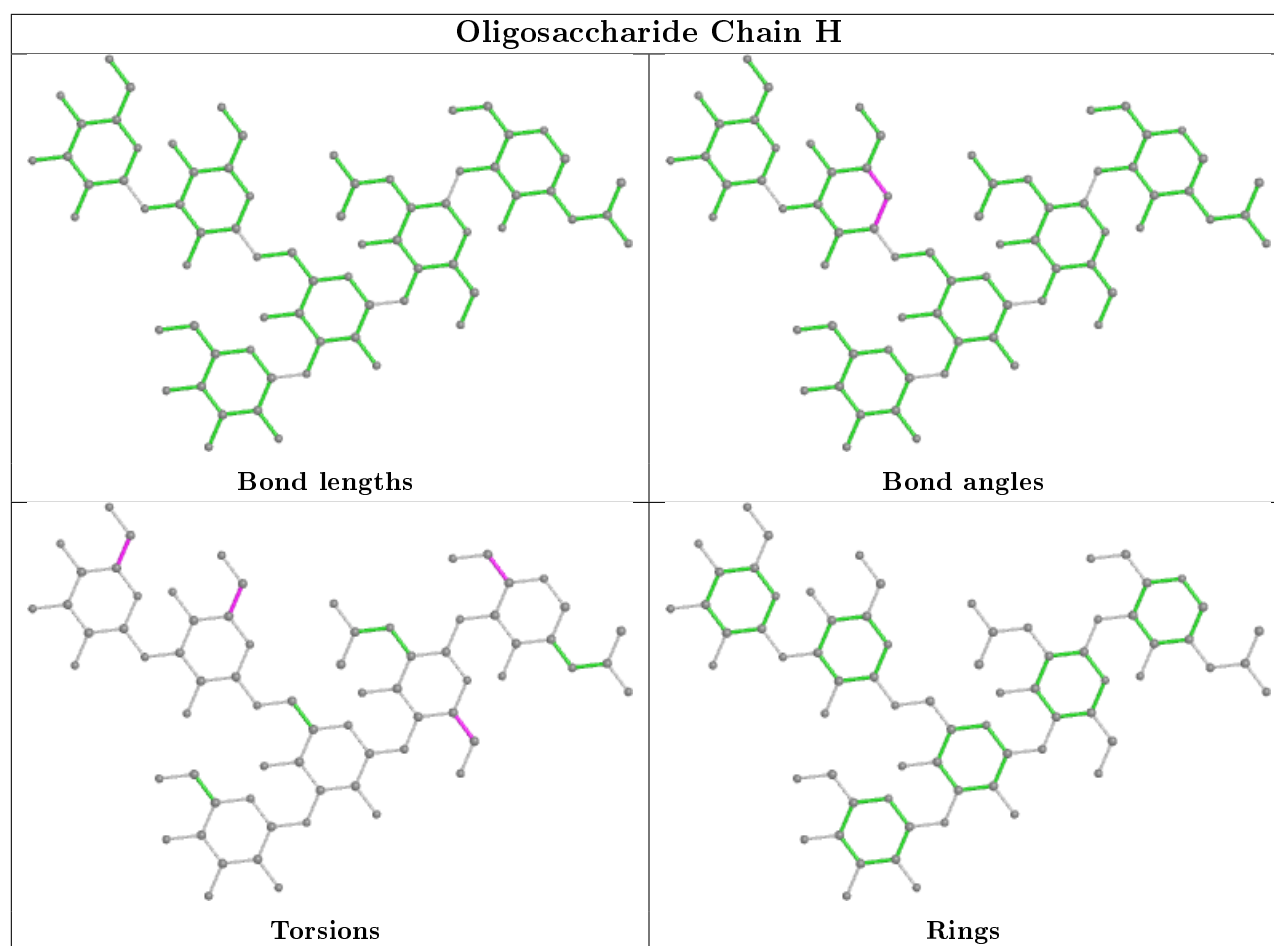 Oligosaccharide Chain H
Bond lengths
Bond angles
Torsions
Rings